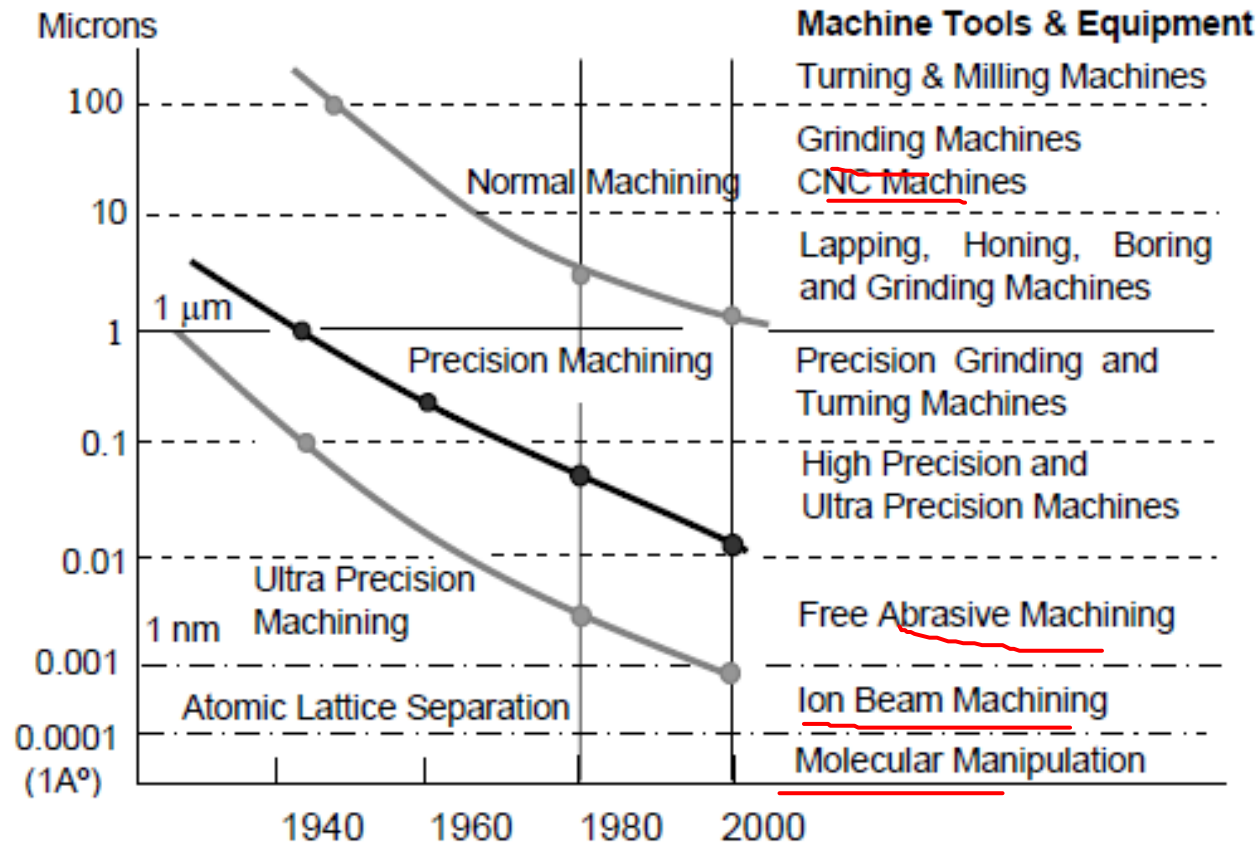 Microns
Machine Tools & Equipment
Turning & Milling Machines
100
Grinding Machines
Normal Machining
CNC Machines
10
Lapping, Honing, Boring
and Grinding Machines
1 μm
1
Precision Machining
Precision Grinding and
Turning Machines
0.1
High Precision and
Ultra Precision Machines
0.01
Ultra Precision
Machining
Free Abrasive Machining
1 nm
0.001
Atomic Lattice Separation
Ion Beam Machining
0.0001
(1Aº)
Molecular Manipulation
1940 1960 1980 2000